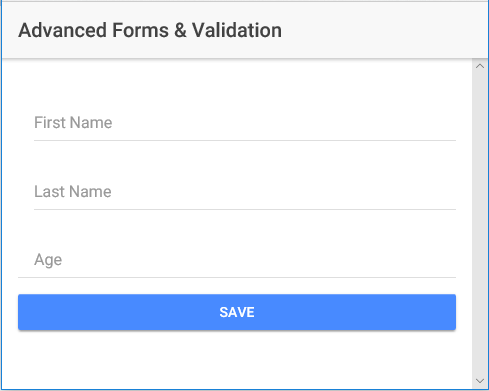 Advanced Forms & Validation
First Name
Last Name
Age
SAVE